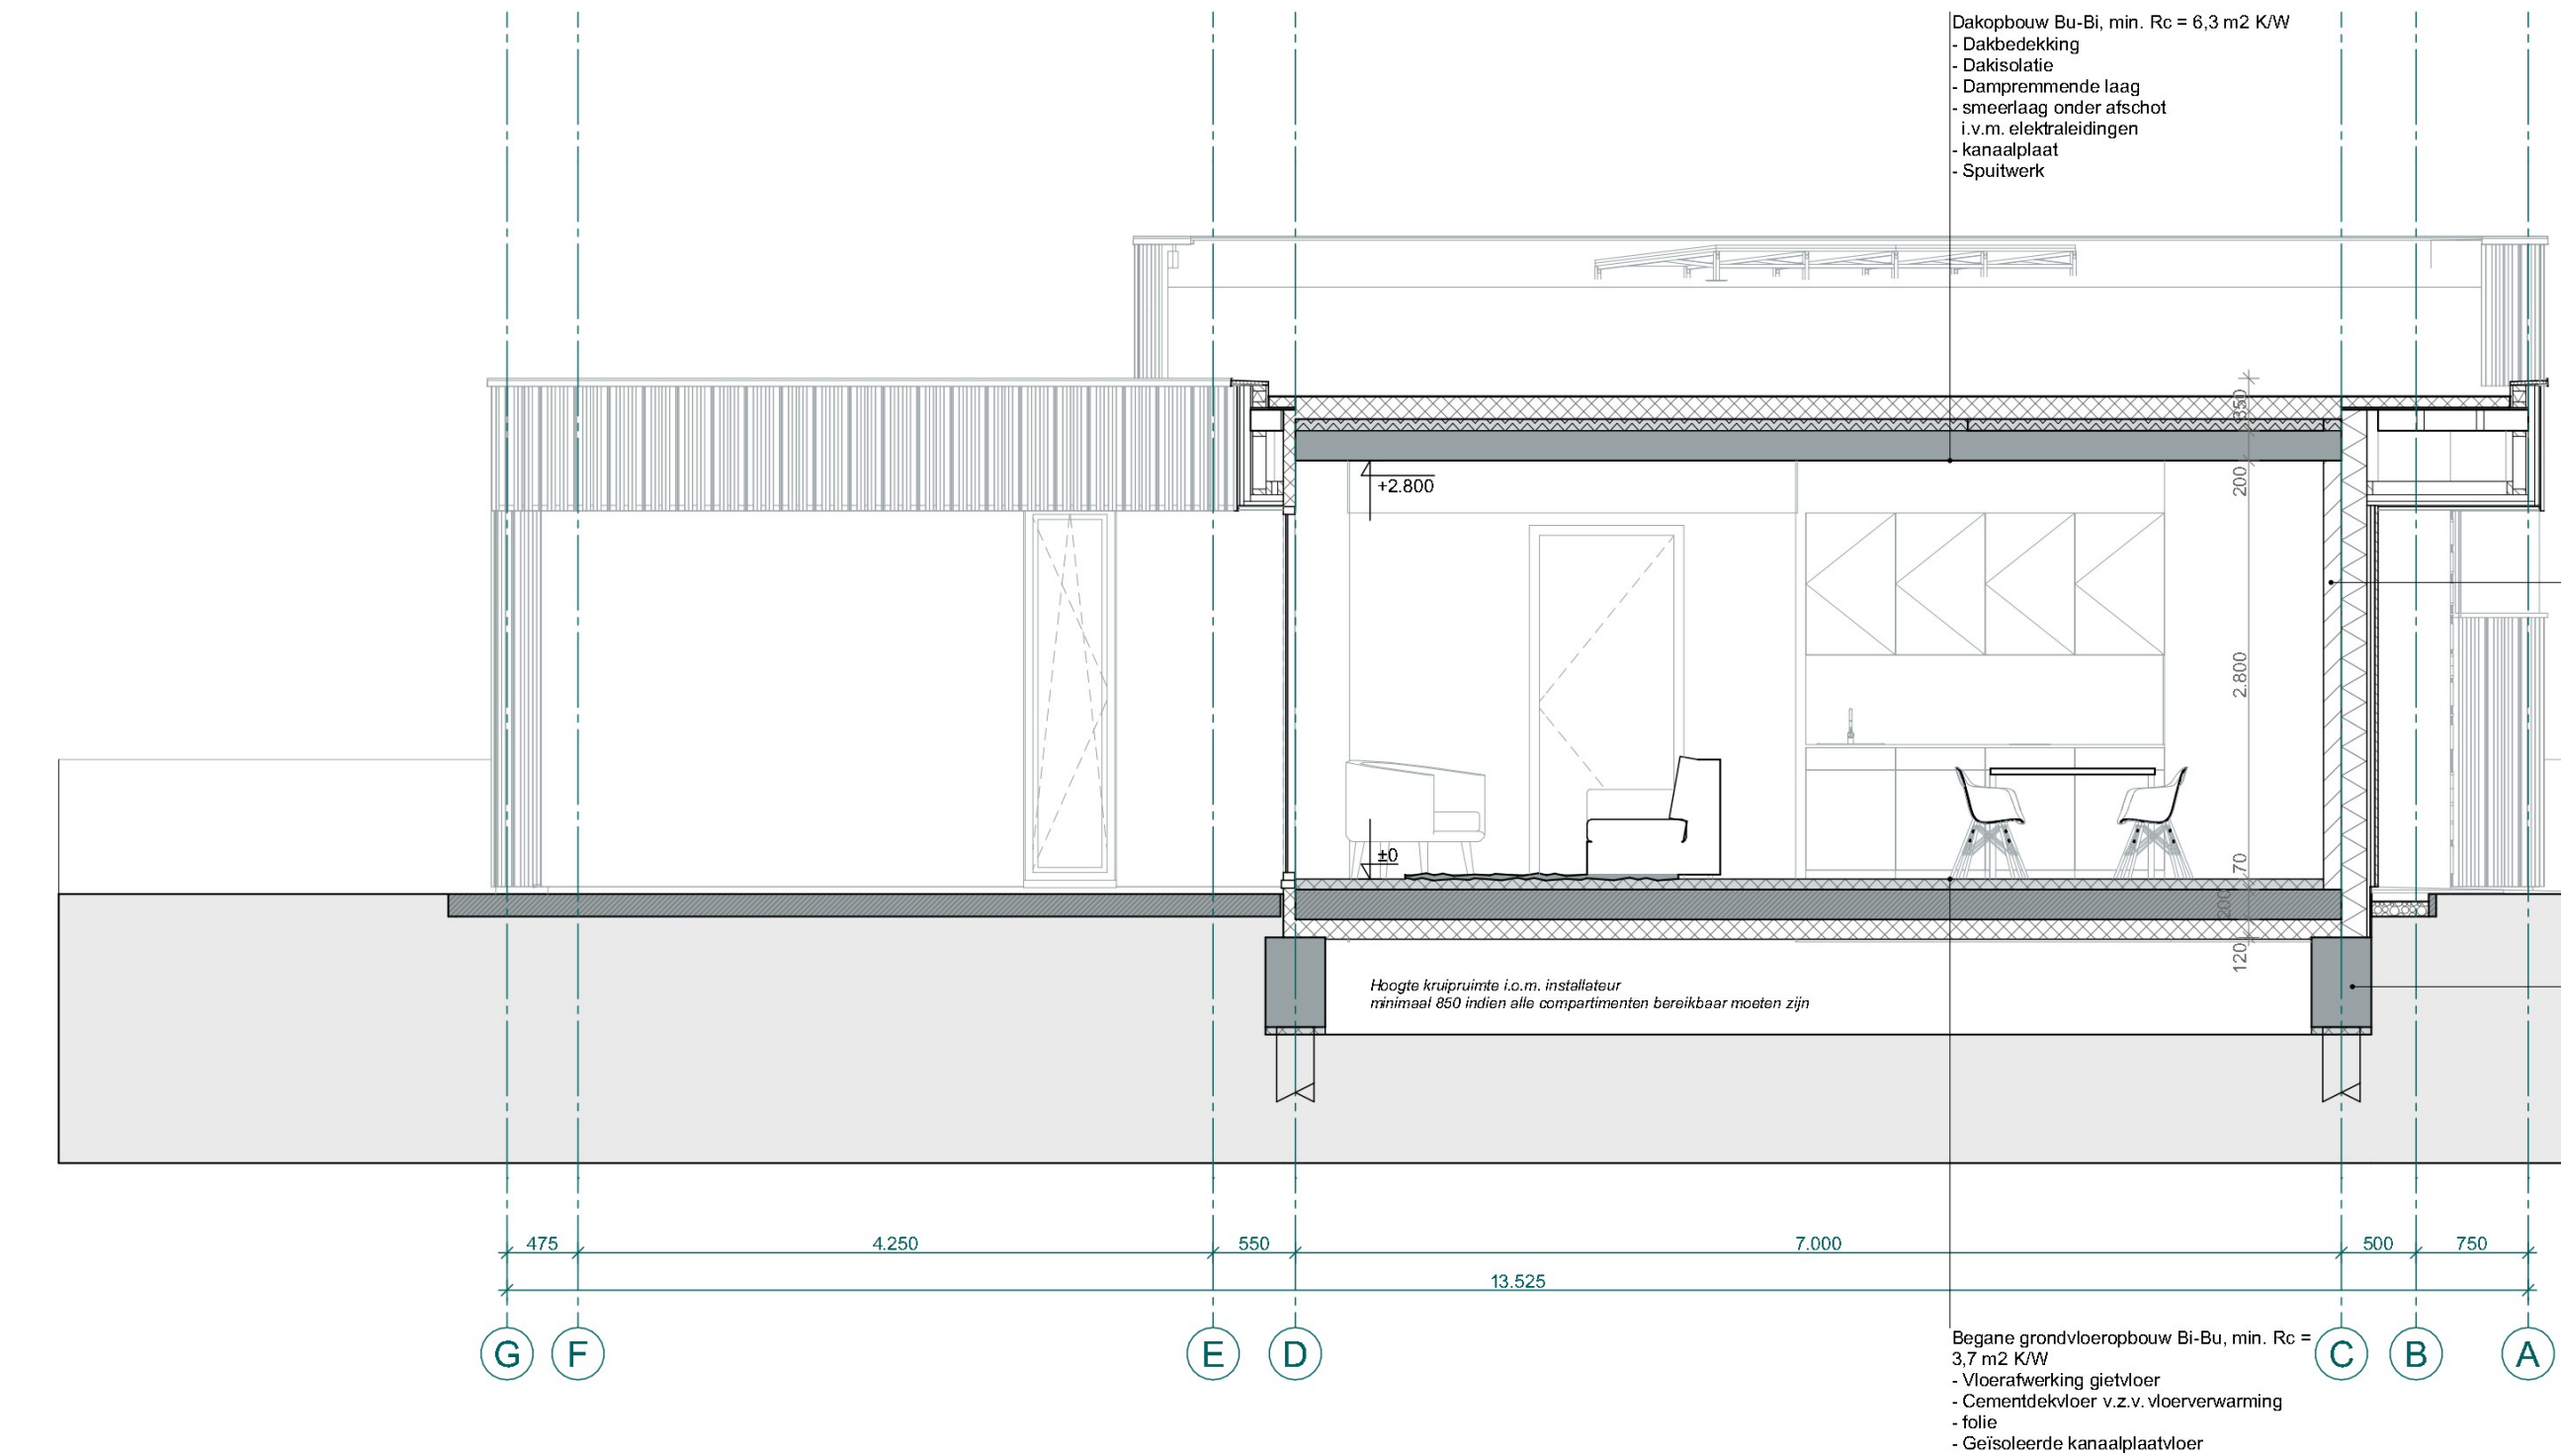 Dakopbouw Bu-Bi, min. Rc = 6,3 m2 K/W
- Dakbedekking
- Dakisolatie
- Dampremmende laag
- smeerlaag onder afschot
i.v.m. elektraleidingen
- kanaalplaat
- Spuitwerk
350
+2.800
200
2.800
±0
70
200
120
Hoogte kruipruimte i.o.m. installateur
minimaal 850 indien alle compartimenten bereikbaar moeten zijn
475 4.250 550 7.000 500 750
13.525
G F E D C B A
Begane grondvloeropbouw Bi-Bu, min. Rc =
3,7 m2 K/W
- Vloerafwerking gietvloer
- Cementdekvloer v.z.v. vloerverwarming
- folie
- Geïsoleerde kanaalplaatvloer